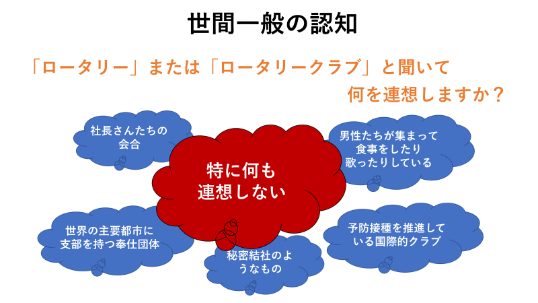 世間一般の認知
「ロータリー」または「ロータリークラブ」と聞いて
何を連想しますか？
社長さんたちの
会合
特に何も
連想しない
男性たちが集まって
食事をしたり
歌ったりしている
世界の主要都市に
支部を持つ奉仕団体
秘密結社のよ
うなもの
予防接種を推進して
いる国際的クラブ